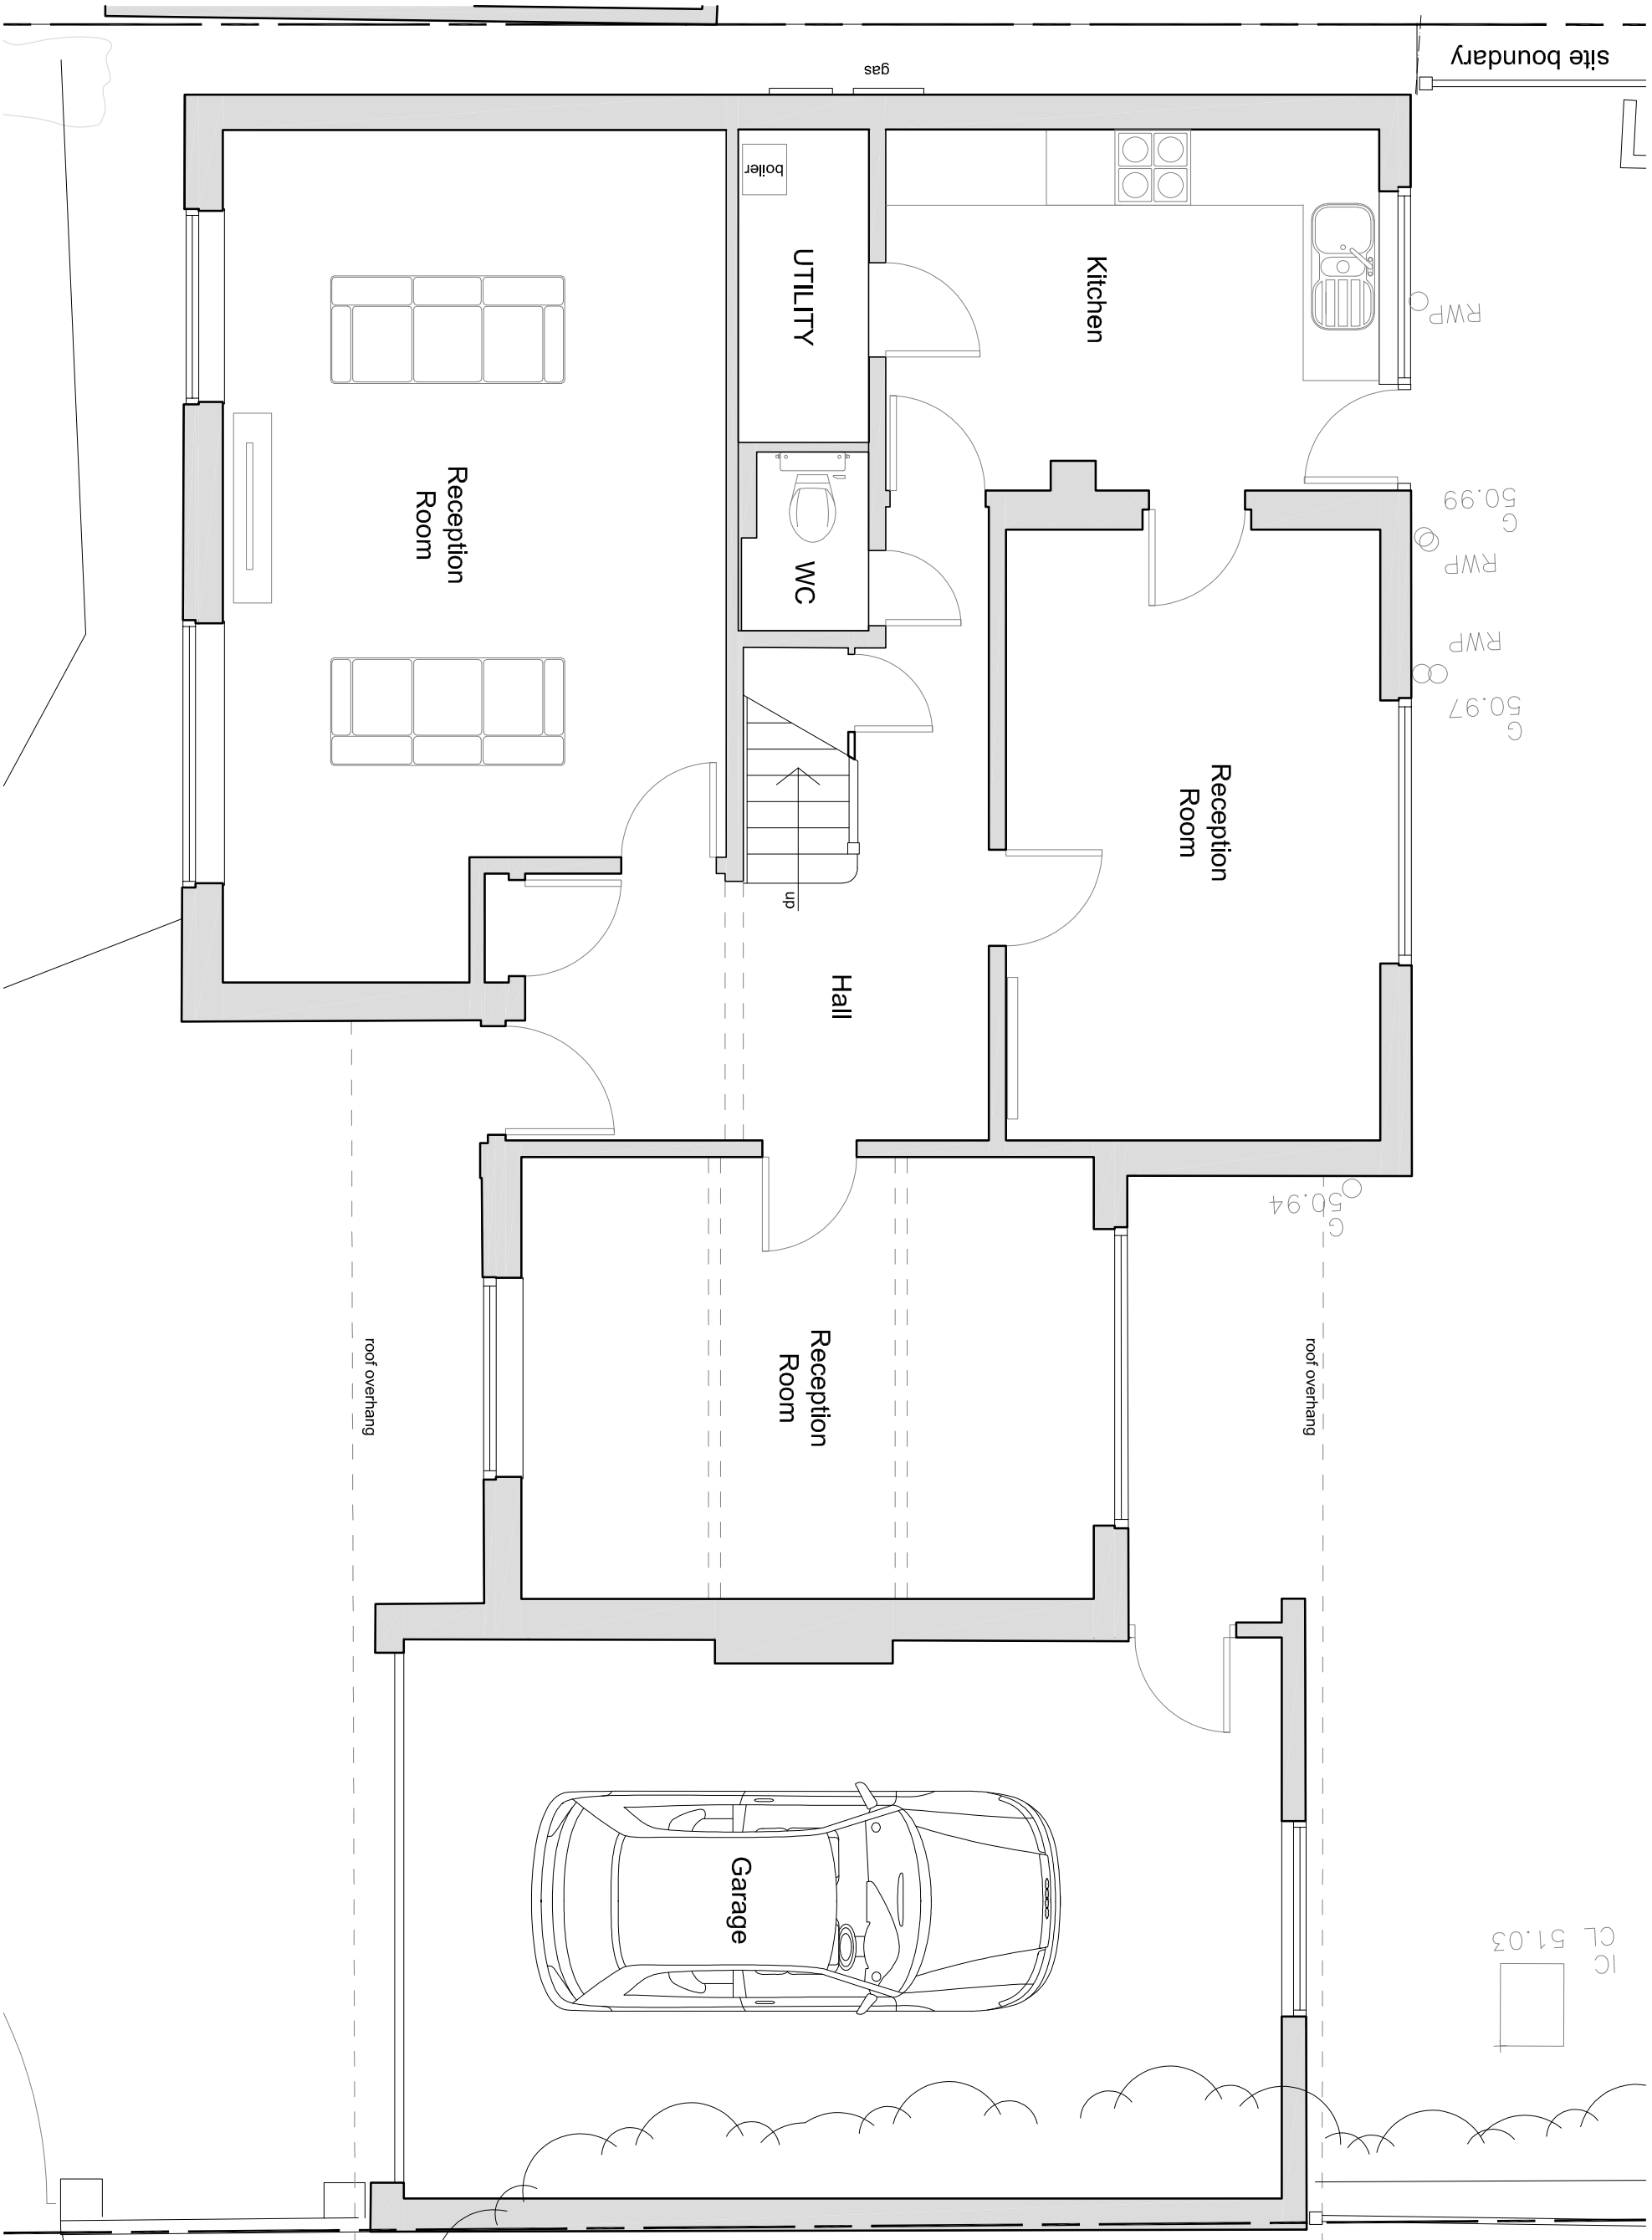 site boundary
gas
boiler
UTILITY
Kitchen
RWP
Reception
Room
WC
G
50.99
RWP
RWP
G
50.97
Reception
Room
up
Hall
G
50.94
roof overhang
Reception
Room
roof overhang
Garage
IC
CL 51.03